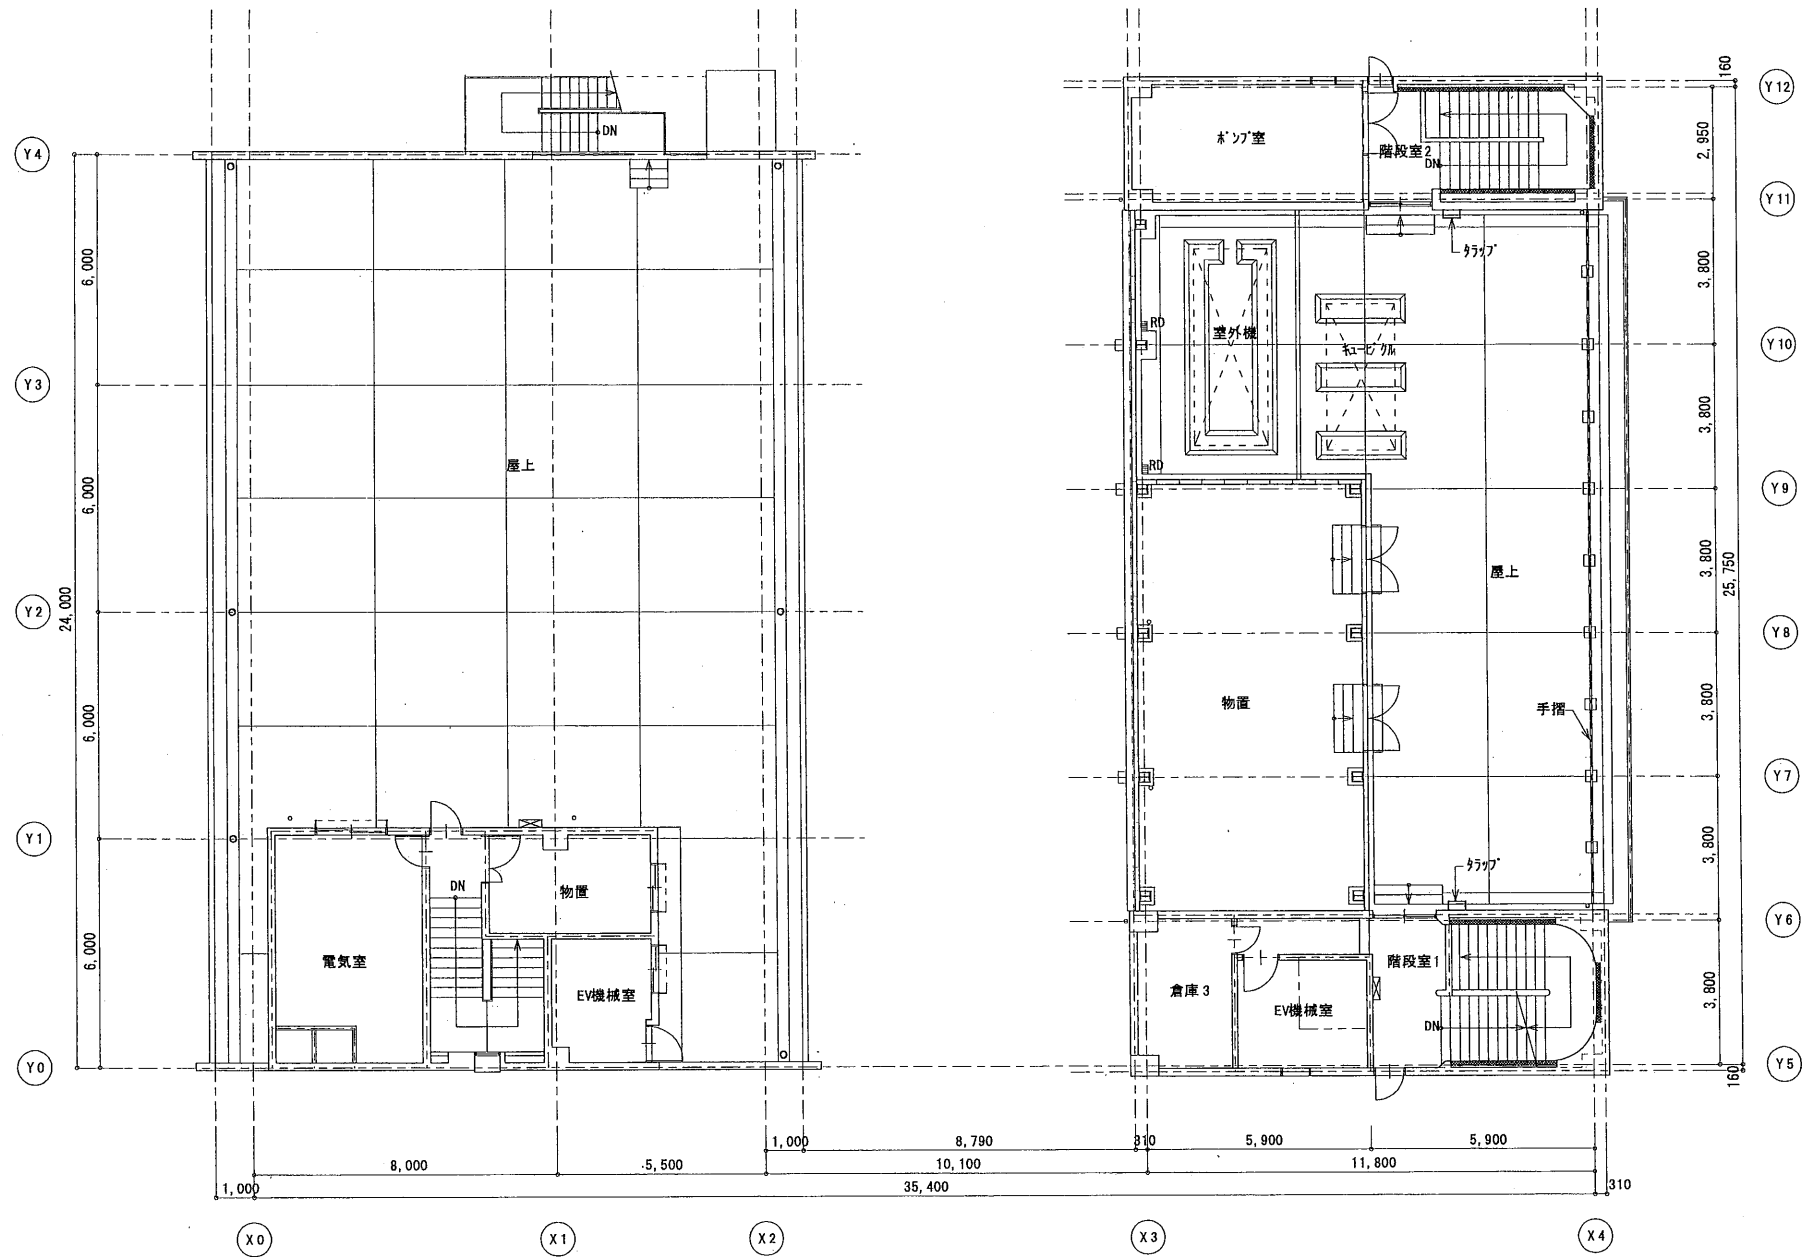 160
Y12
2,950
ポンプ室
階段室2
DN
DN
Y4
Y11
タラップ
3,800
6,000
RD
室外機
キュービクル
Y10
Y3
3,800
屋上
RD
Y9
6,000
3,800
屋上
25,750
24,000
Y2
Y8
物置
手摺
3,800
6,000
Y7
Y1
3,800
タラップ
DN
物置
Y6
6,000
電気室
EV機械室
倉庫3
EV機械室
階段室1
DN
3,800
Y0
Y5
160
1,000
8,790
310
5,900
5,900
8,000
5,500
10,100
11,800
1,000
35,400
310
X0
X1
X2
X3
X4